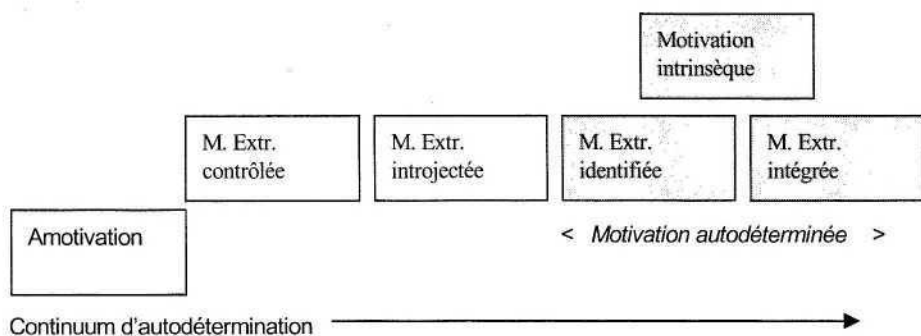 Motivation
intrinsèque
M. Extr.
contrôlée
M. Extr.
introjectée
M. Extr.
identifiée
M. Extr.
intégrée
Amotivation
< Motivation autodéterminée >
Continuum d'autodétermination